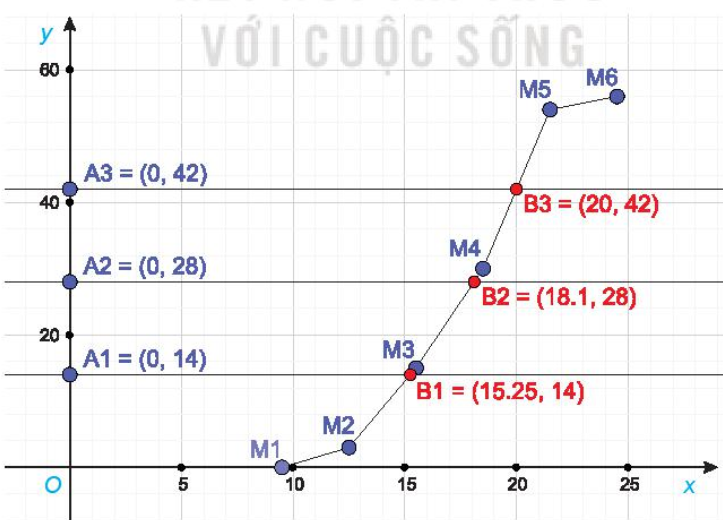 VỚI CUỘC SỐNG
y
60
M5
M6
A3 = (0, 42)
40
B3 = (20, 42)
M4
A2 = (0, 28)
B2 = (18.1, 28)
20
M3
A1 = (0, 14)
B1 = (15.25, 14)
M2
M1
O
5
10
15
20
25
x